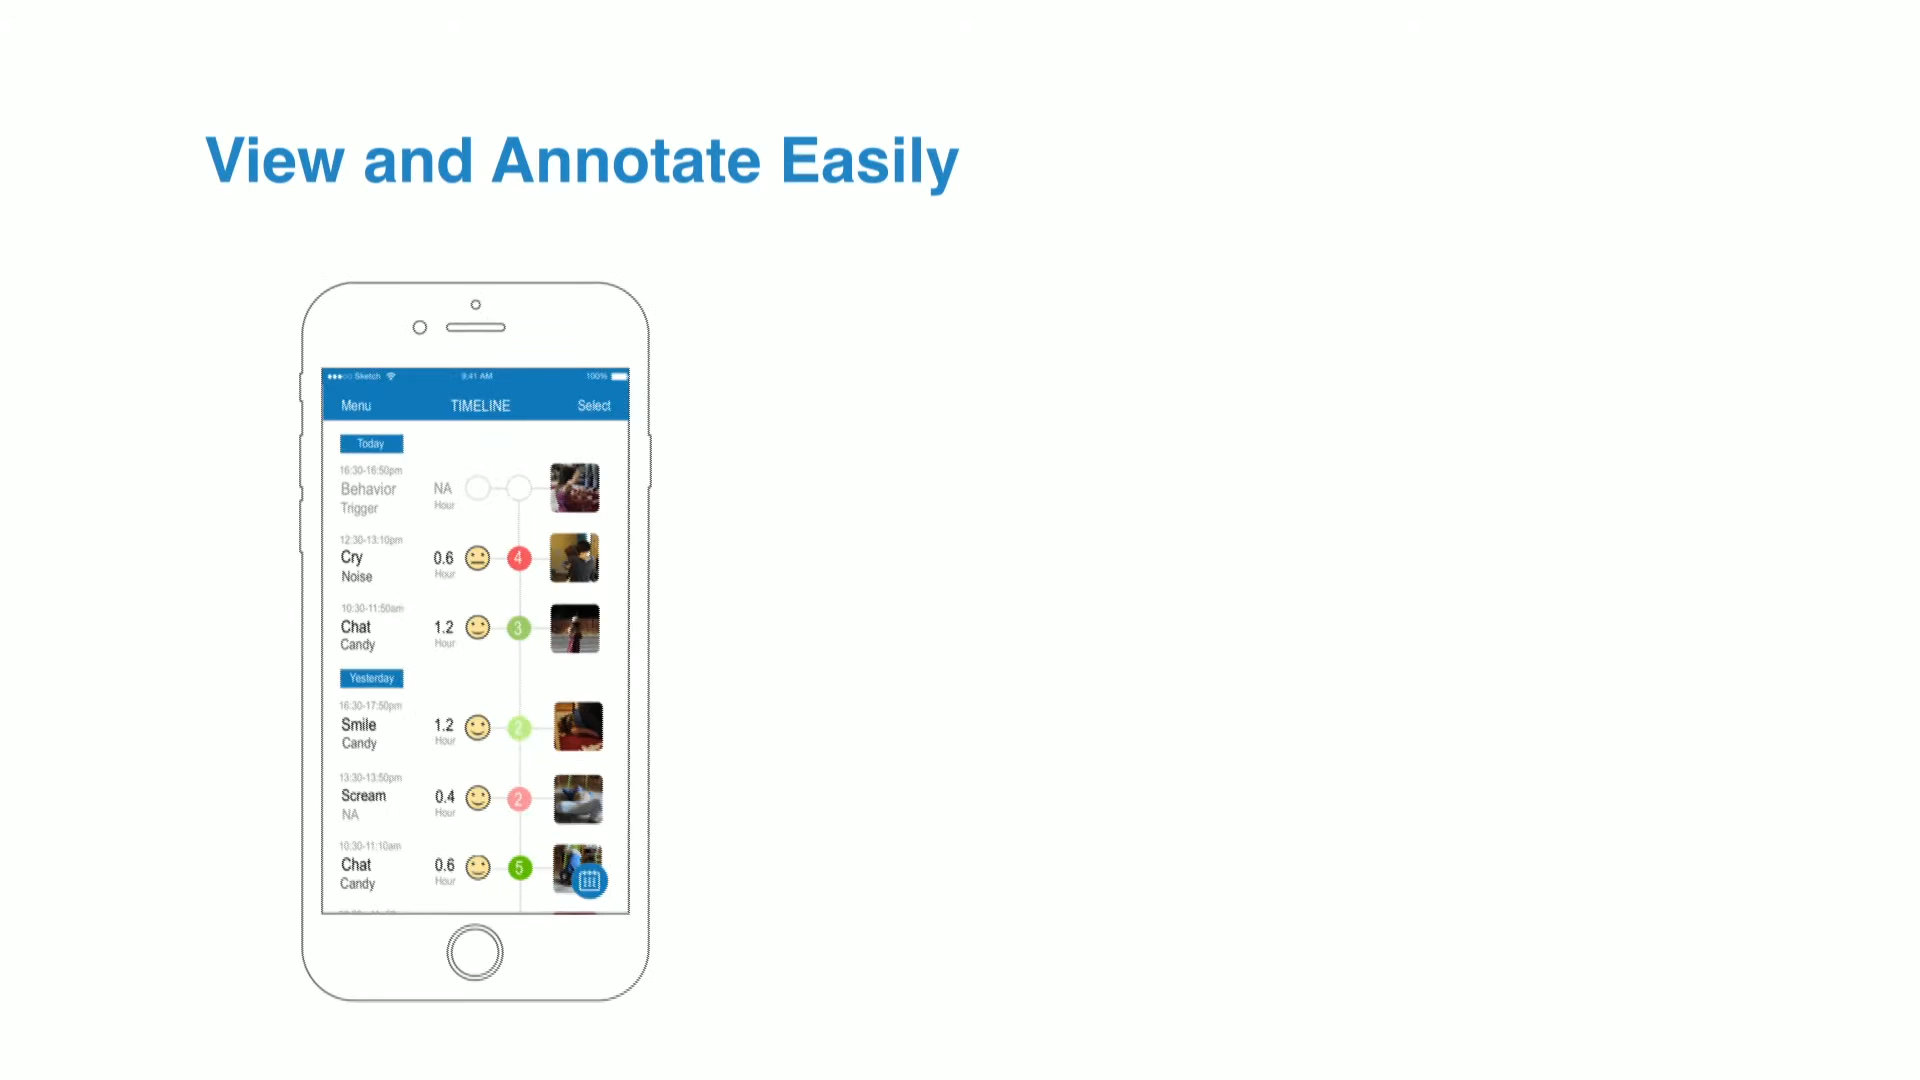 View and Annotate Easily
Sketch 9:41 AM 100%
Menu TIMELINE Select
Today
16:30-16:50pm
Behavior NA
Trigger Hour
12:30-13:10pm
Cry 0.6 4
Noise Hour
10:30-11:50am
Chat 1.2 3
Candy Hour
Yesterday
16:30-17:50pm
Smile 1.2 2
Candy Hour
13:30-13:50pm
Scream 0.4 2
NA Hour
10:30-11:10am
Chat 0.6 5
Candy Hour